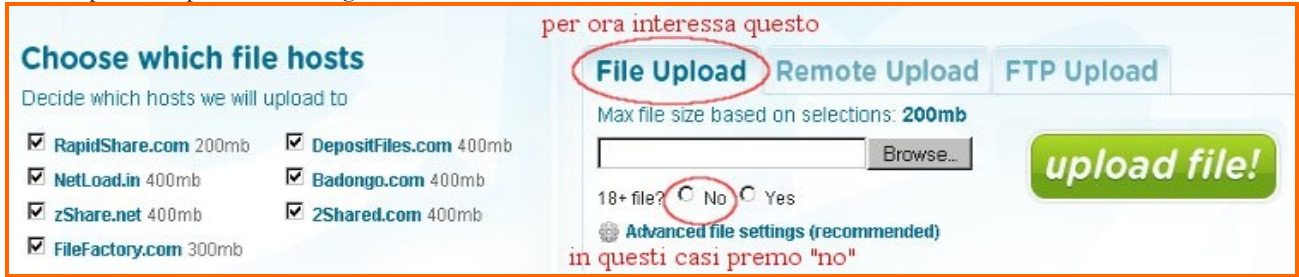 per ora interessa questo
Choose which file hosts
Decide which hosts we will upload to
RapidShare.com 200mb
DepositFiles.com 400mb
NetLoad.in 400mb
Badongo.com 400mb
zShare.net 400mb
2Shared.com 400mb
FileFactory.com 300mb
File Upload
Remote Upload
FTP Upload
Max file size based on selections: 200mb
Browse...
upload file!
18+ file? No Yes
Advanced file settings (recommended)
in questi casi premo "no"